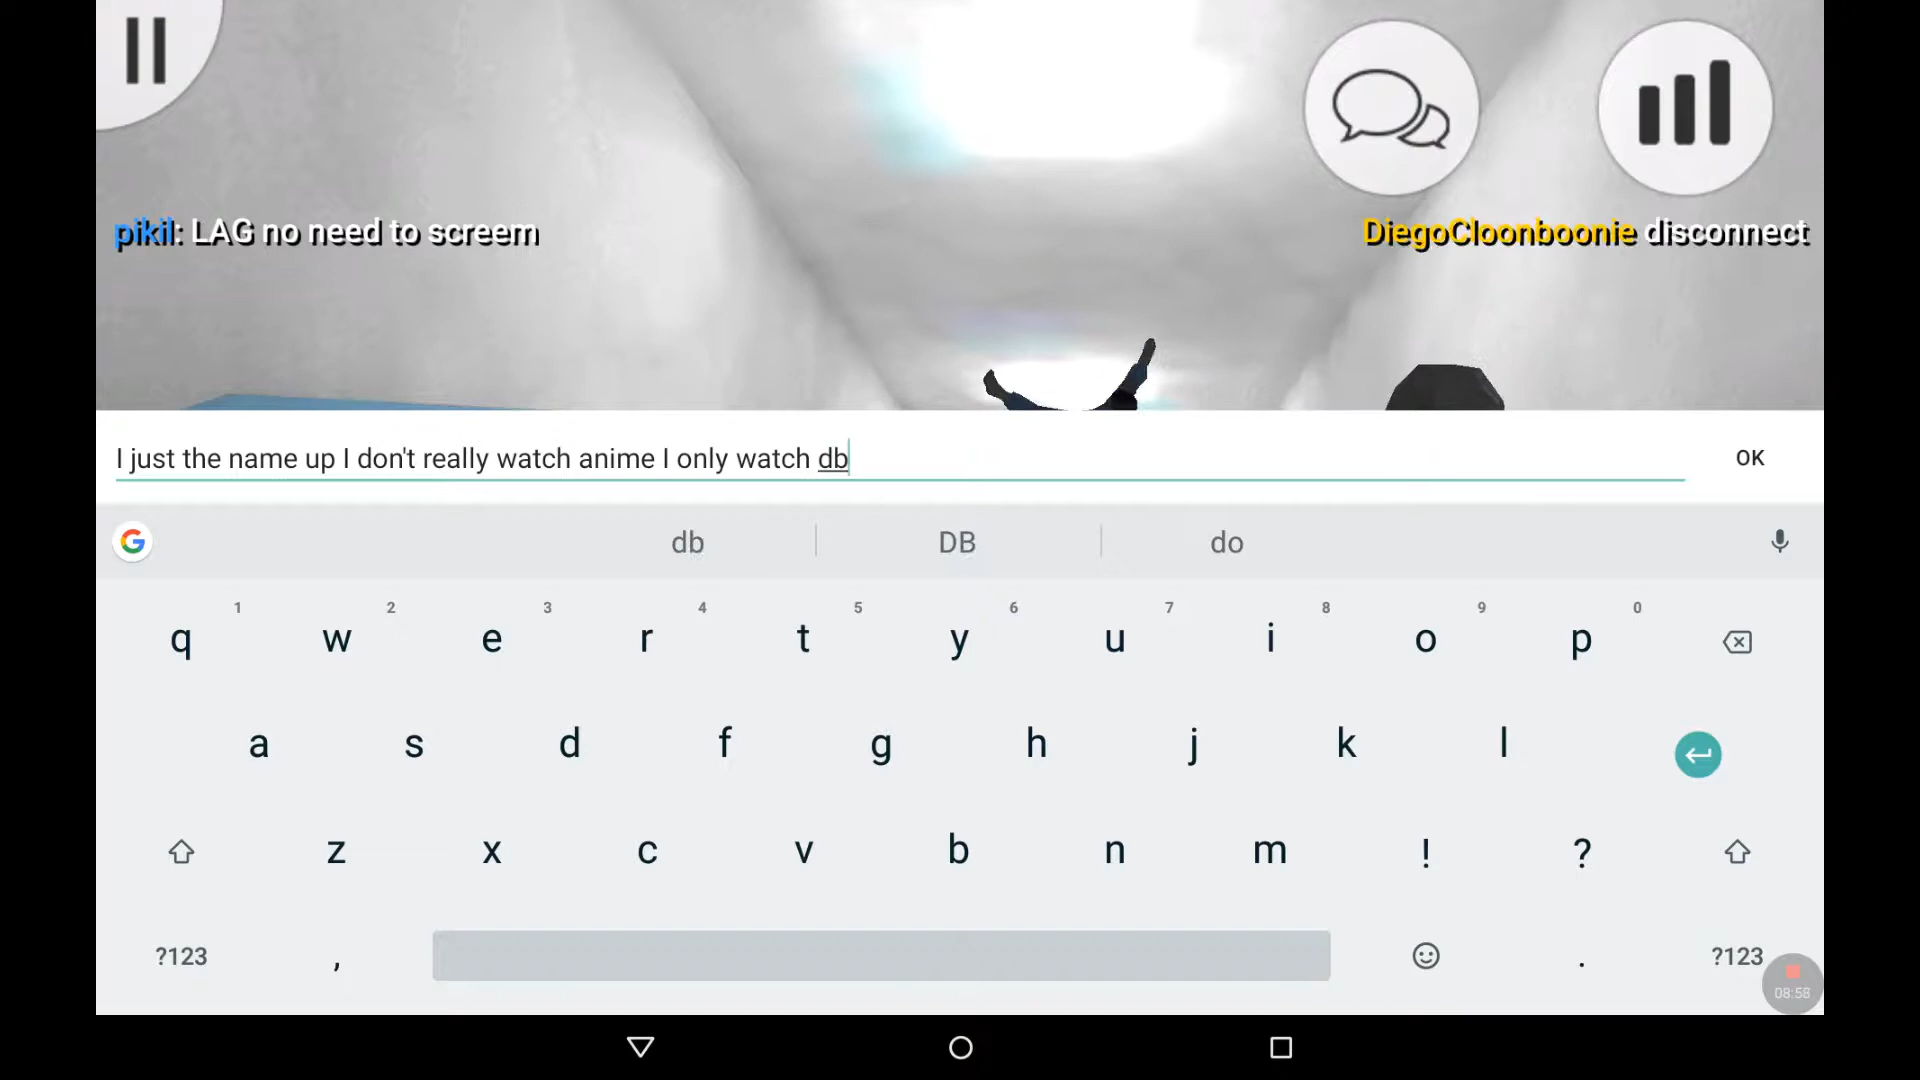 pikil: LAG no need to screem
DiegoCloonboonie disconnect
I just the name up I don't really watch anime I only watch db
OK
db DB do
1 2 3 4 5 6 7 8 9 0
q w e r t y u i o p
a s d f g h j k l
z x c v b n m ! ?
?123 , . ?123
08:58